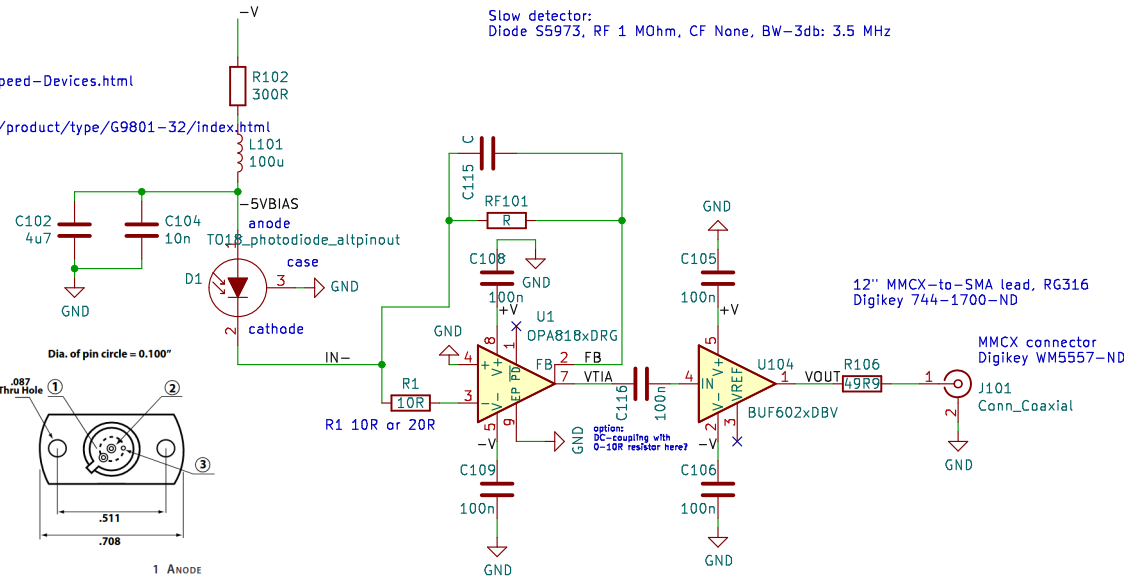 -V
Slow detector:
Diode S5973, RF 1 MOhm, CF None, BW-3db: 3.5 MHz
peed-Devices.html
R102
300R
/product/type/G9801-32/index.html
L101
100u
C
C115
RF101
R
-5VBIAS
C102
4u7
C104
10n
anode
TO18_photodiode_altpinout
1
case
D1
3
GND
GND
2
cathode
GND
C108
100n
+V
GND
C105
100n
+V
12" MMCX-to-SMA lead, RG316
Digikey 744-1700-ND
MMCX connector
Digikey WM5557-ND
U1
OPA818xDRG
GND
8
1
4
+
V+
PD
FB
2
FB
7
VTIA
IN-
R1
10R
3
-
V-
EP
5
9
R1 10R or 20R
-V
GND
C116
100n
option:
DC-coupling with
0-10R resistor here?
5
U104
4
IN
V+
VREF
V-
1
VOUT
R106
49R9
BUF602xDBV
2
3
-V
1
J101
Conn_Coaxial
2
GND
C109
100n
GND
C106
100n
GND
Dia. of pin circle = 0.100”
.087
Thru Hole
1
2
3
.511
.708
1 ANODE